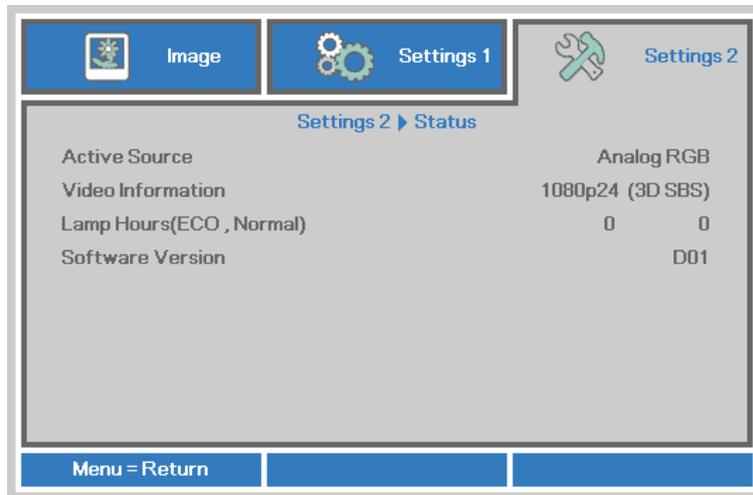 Image Settings 1 Settings 2
Settings 2 ▶ Status
Active Source Analog RGB
Video Information 1080p24 (3D SBS)
Lamp Hours(ECO , Normal) 0 0
Software Version D01
Menu = Return